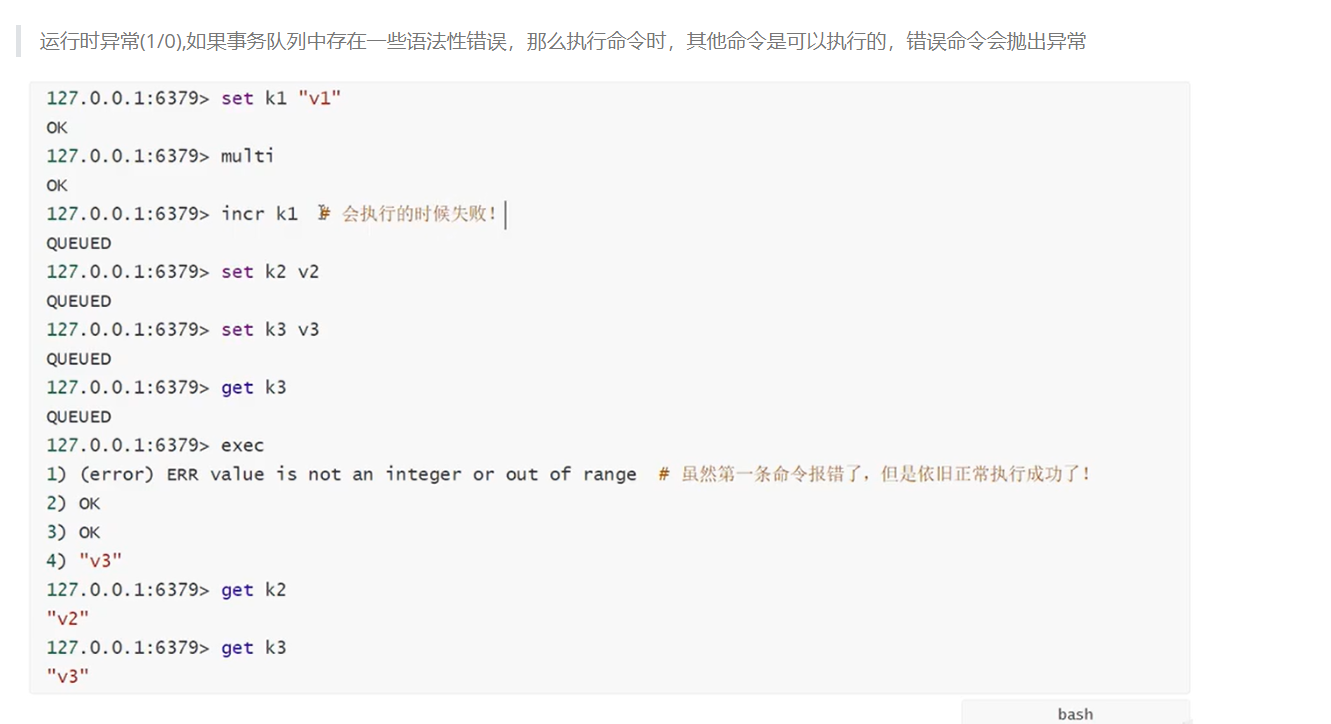 运行时异常(1/0),如果事务队列中存在一些语法性错误，那么执行命令时，其他命令是可以执行的，错误命令会抛出异常
127.0.0.1:6379> set k1 "v1"
OK
127.0.0.1:6379> multi
OK
127.0.0.1:6379> incr k1  # 会执行的时候失败！
QUEUED
127.0.0.1:6379> set k2 v2
QUEUED
127.0.0.1:6379> set k3 v3
QUEUED
127.0.0.1:6379> get k3
QUEUED
127.0.0.1:6379> exec
1) (error) ERR value is not an integer or out of range  # 虽然第一条命令报错了，但是依旧正常执行成功了！
2) OK
3) OK
4) "v3"
127.0.0.1:6379> get k2
"v2"
127.0.0.1:6379> get k3
"v3"
bash